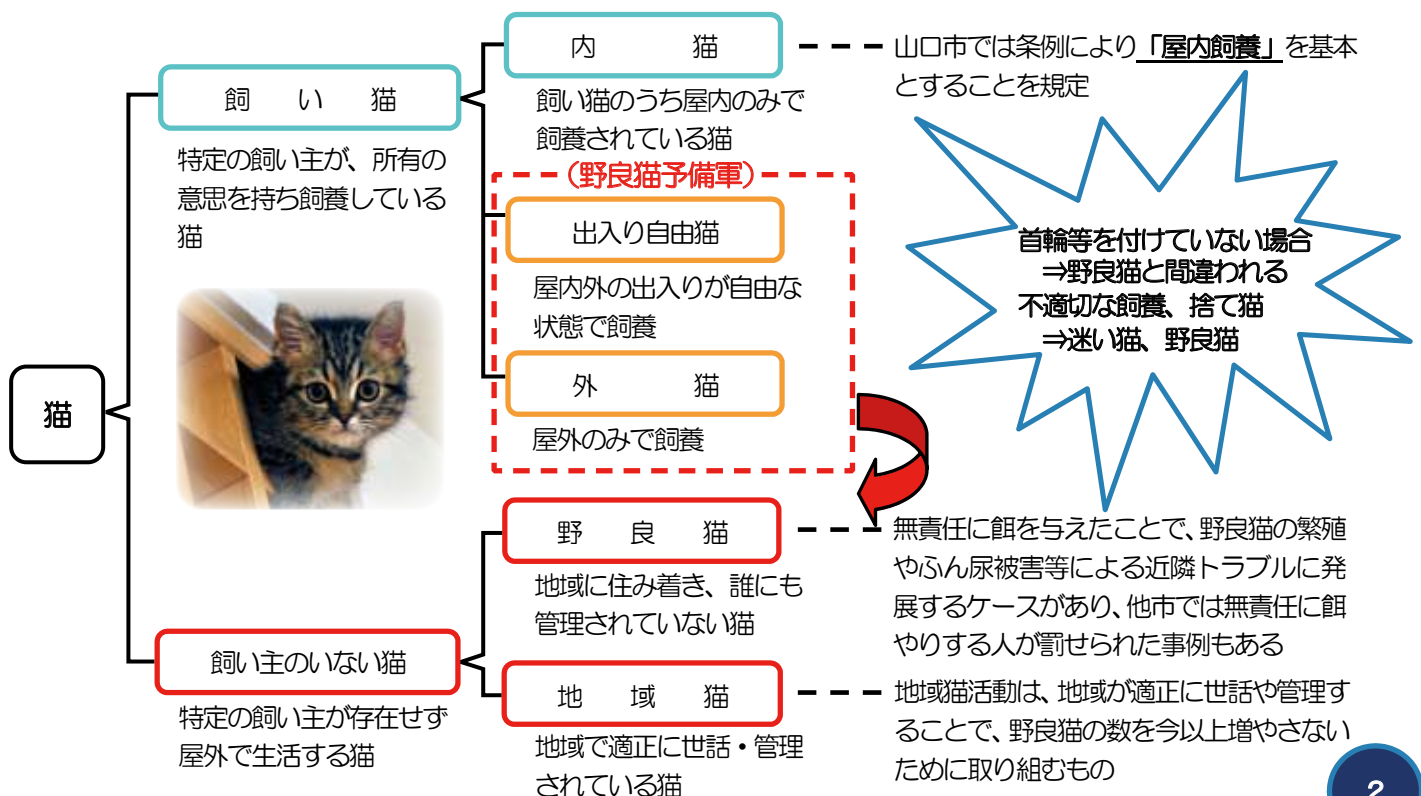 猫
飼い猫
特定の飼い主が、所有の
意思を持ち飼養している
猫
内猫
飼い猫のうち屋内のみで
飼養されている猫
山口市では条例により「屋内飼養」を基本
とすることを規定
(野良猫予備軍)
出入り自由猫
屋内外の出入りが自由な
状態で飼養
外猫
屋外のみで飼養
首輪等を付けていない場合
⇒野良猫と間違われる
不適切な飼養、捨て猫
⇒迷い猫、野良猫
飼い主のいない猫
特定の飼い主が存在せず
屋外で生活する猫
野良猫
地域に住み着き、誰にも
管理されていない猫
無責任に餌を与えたことで、野良猫の繁殖
やふん尿被害等による近隣トラブルに発
展するケースがあり、他市では無責任に餌
やりする人が罰せられた事例もある
地域猫
地域で適正に世話・管理
されている猫
地域猫活動は、地域が適正に世話や管理す
ることで、野良猫の数を今以上増やさない
ために取り組むもの
2